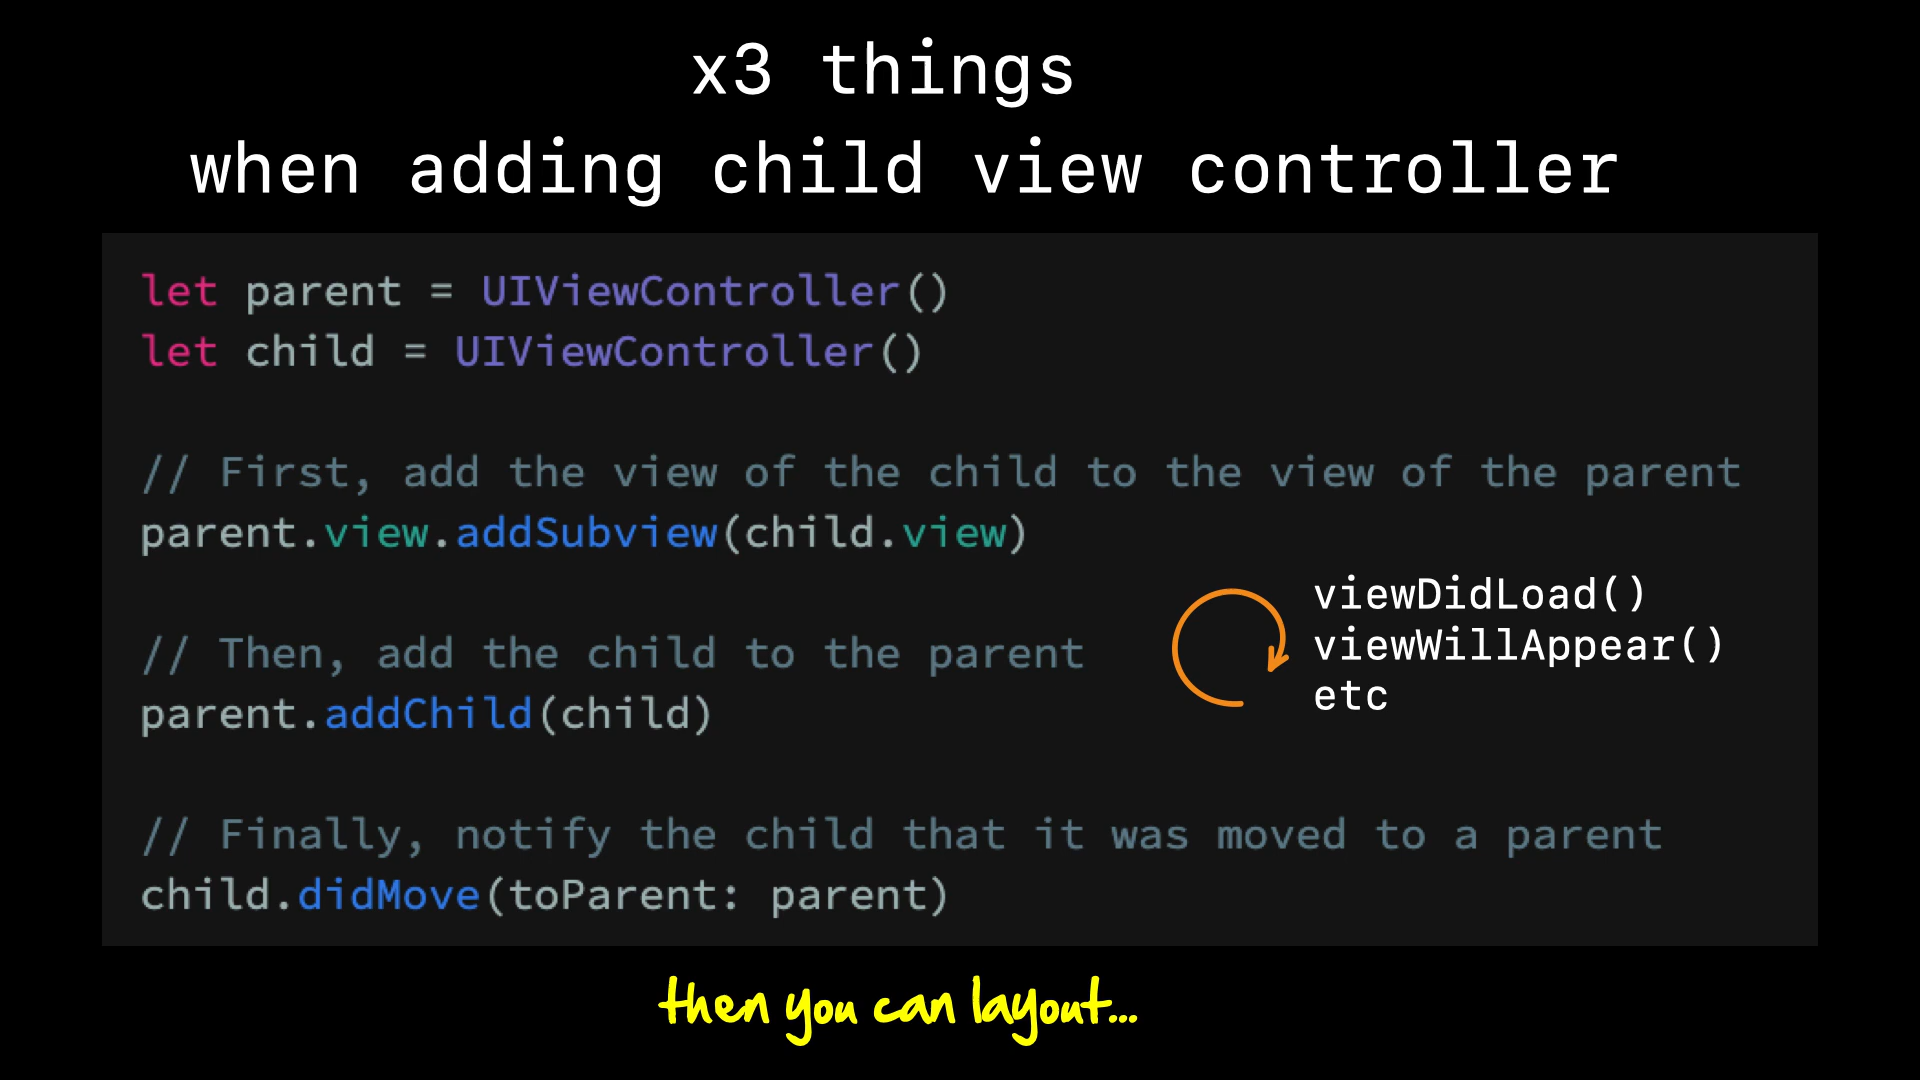 x3 things
when adding child view controller
let parent = UIViewController()
let child = UIViewController()
// First, add the view of the child to the view of the parent
parent.view.addSubview(child.view)
viewDidLoad()
viewWillAppear()
etc
// Then, add the child to the parent
parent.addChild(child)
// Finally, notify the child that it was moved to a parent
child.didMove(toParent: parent)
then you can layout...